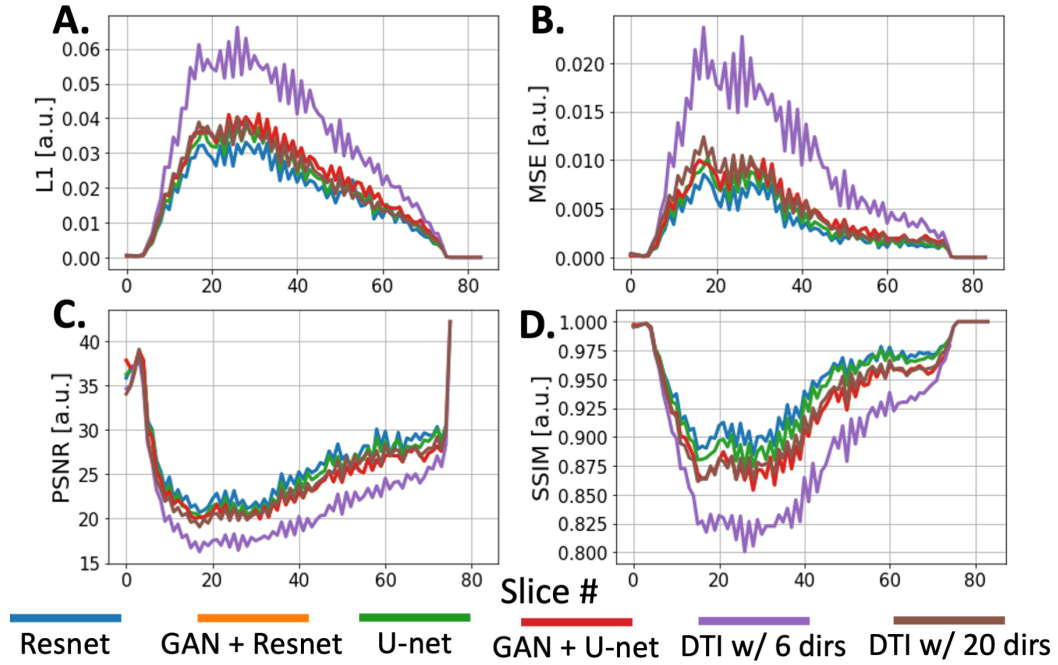 A.
B.
L1 [a.u.]
0.06
0.05
0.04
0.03
0.02
0.01
0.00
0 20 40 60 80
MSE [a.u.]
0.020
0.015
0.010
0.005
0.000
0 20 40 60 80
C.
D.
PSNR [a.u.]
40
35
30
25
20
15
0 20 40 60 80
SSIM [a.u.]
1.000
0.975
0.950
0.925
0.900
0.875
0.850
0.825
0.800
0 20 40 60 80
Slice #
Resnet
GAN + Resnet
U-net
GAN + U-net
DTI w/ 6 dirs
DTI w/ 20 dirs